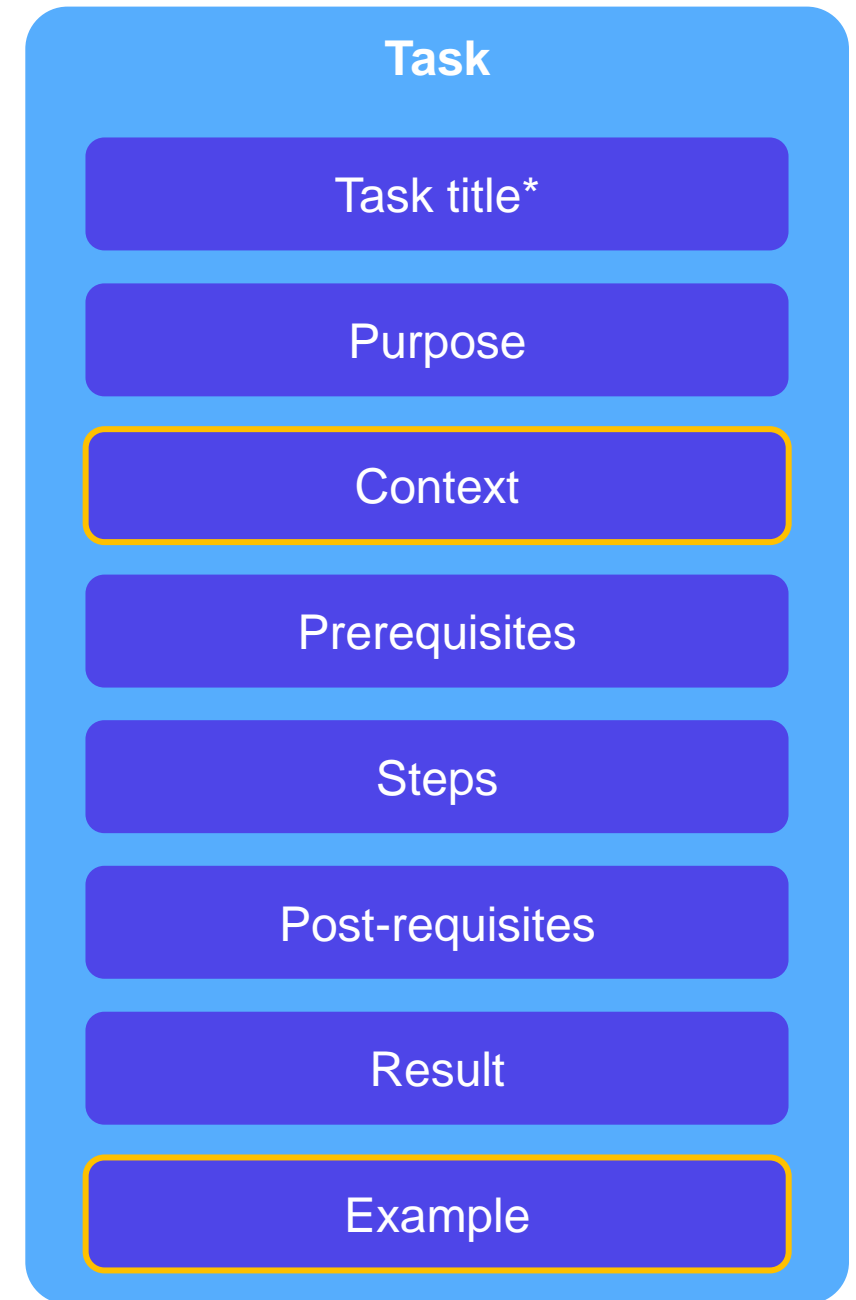 Task
Task title*
Purpose
Context
Prerequisites
Steps
Post-requisites
Result
Example